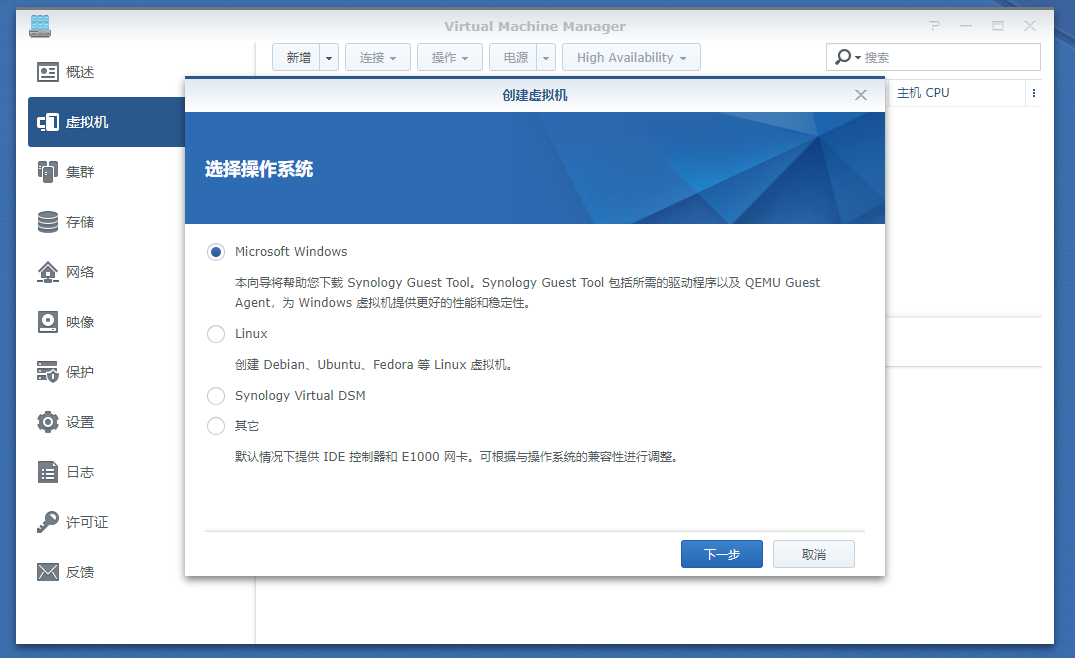 Virtual Machine Manager
新增
连接
操作
电源
High Availability
搜索
概述
虚拟机
集群
存储
网络
映像
保护
设置
日志
许可证
反馈
主机 CPU
创建虚拟机
选择操作系统
Microsoft Windows
本向导将帮助您下载 Synology Guest Tool。Synology Guest Tool 包括所需的驱动程序以及 QEMU Guest
Agent，为 Windows 虚拟机提供更好的性能和稳定性。
Linux
创建 Debian、Ubuntu、Fedora 等 Linux 虚拟机。
Synology Virtual DSM
其它
默认情况下提供 IDE 控制器和 E1000 网卡。可根据与操作系统的兼容性进行调整。
下一步
取消